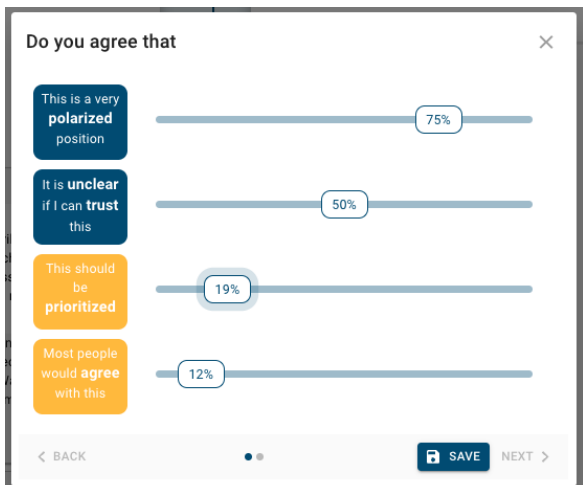 Do you agree that
This is a very
polarized
position
75%
It is unclear
if I can trust
this
50%
This should
be
prioritized
19%
Most people
would agree
with this
12%
BACK
SAVE
NEXT